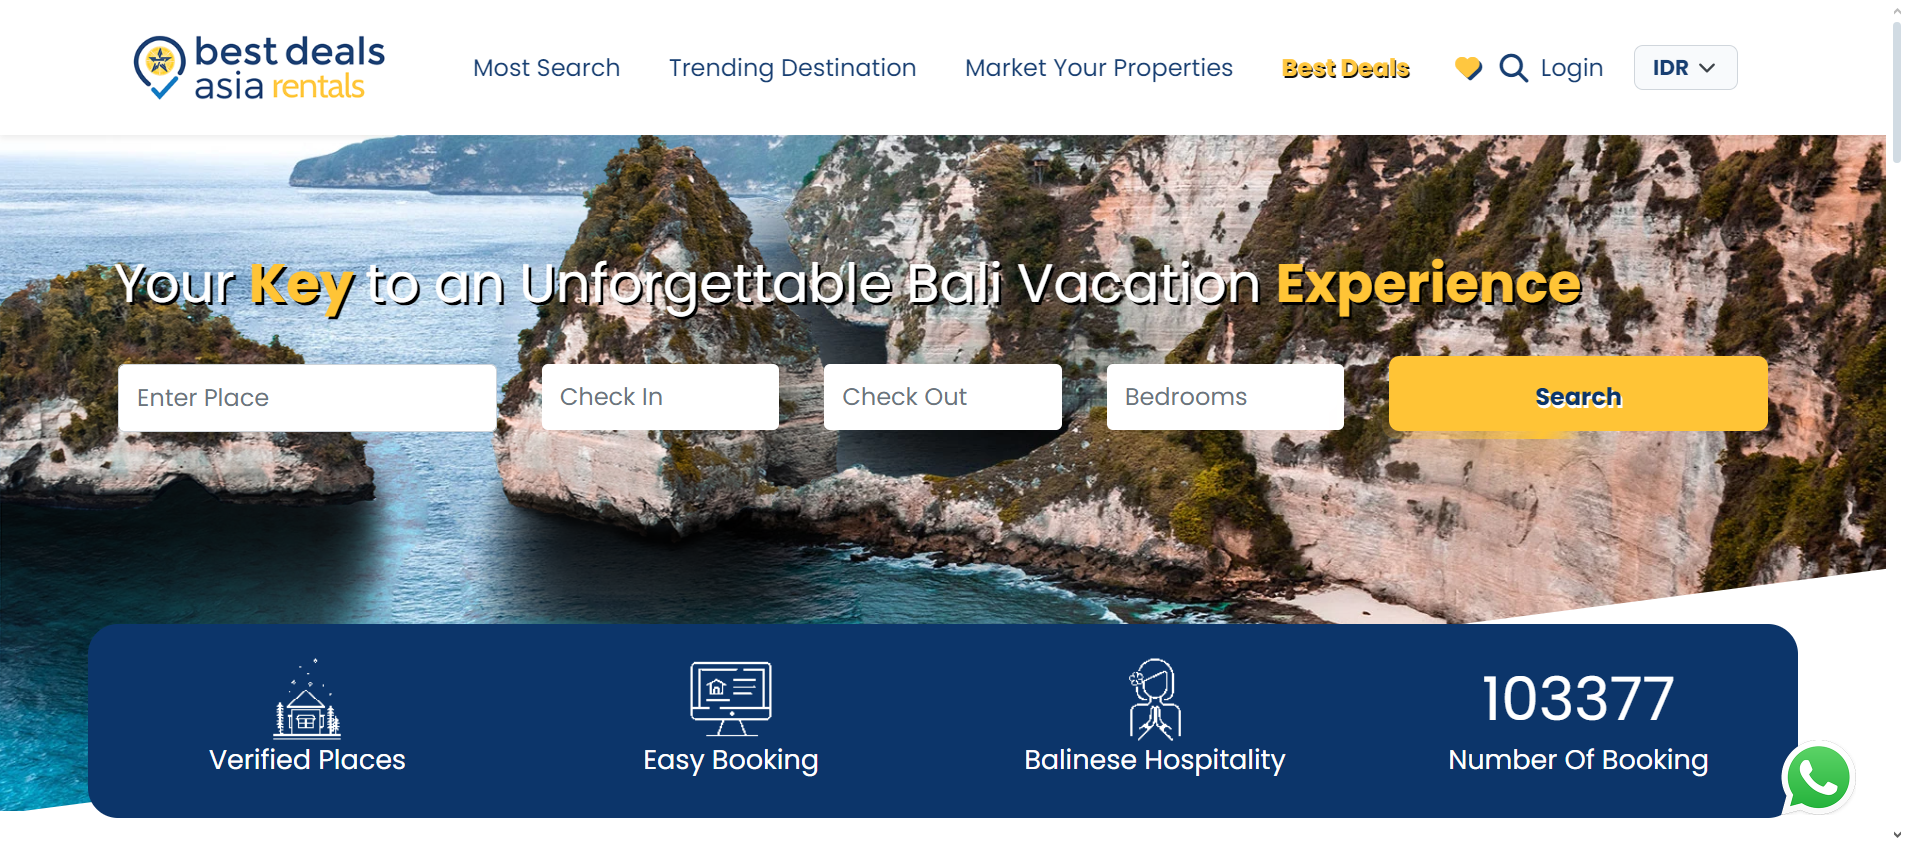 best deals
asia rentals
Most Search
Trending Destination
Market Your Properties
Best Deals
Login
IDR
Your Key to an Unforgettable Bali Vacation Experience
Enter Place
Check In
Check Out
Bedrooms
Search
Verified Places
Easy Booking
Balinese Hospitality
103377
Number Of Booking